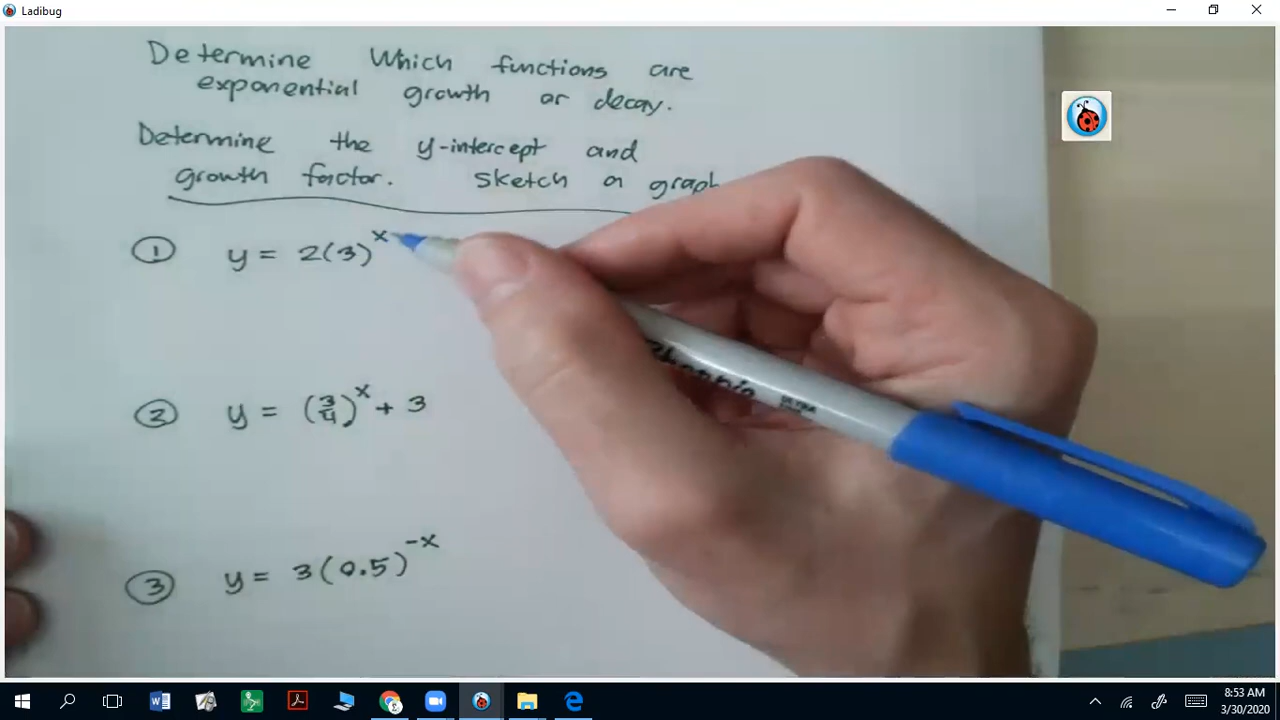 Ladibug
Determine Which functions are
exponential growth or decay.
Determine the y-intercept and
growth factor. Sketch a graph
① y = 2(3)^x
② y = (3/4)^x + 3
③ y = 3(0.5)^-x
Sharpie
8:53 AM
3/30/2020